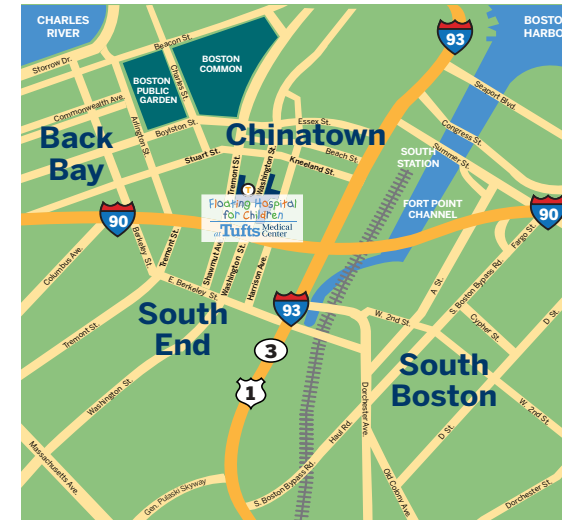 CHARLES
RIVER
BOSTO
HARBO
93
Beacon St.
Storrow Dr.
BOSTON
COMMON
BOSTON
PUBLIC
GARDEN
Charles St.
Seaport Blvd.
Commonwealth Ave.
Arlington St.
Boylston St.
Essex St.
Congress St.
Back
Bay
Chinatown
Stuart St.
Tremont St.
Washington St.
Beach St.
Kneeland St.
Summer St.
SOUTH
STATION
Floating Hospital
for Children
at Tufts Medical
Center
FORT POINT
CHANNEL
90
90
Fargo St.
Columbus Ave.
Berkeley St.
Tremont St.
Shawmut Av
Washington St.
Harrison Ave.
E. Berkeley St.
A St.
S. Boston Bypass Rd.
93
South
End
W. 2nd St.
Cypher St.
D St.
Tremont St.
3
South
Boston
1
Washington St.
Dorchester Ave.
W. 2nd St.
Haul Rd.
D St.
Massachusetts Ave.
Gen. Pulaski Skyway
S. Boston Bypass Rd.
Old Colony Ave.
Dorchester St.